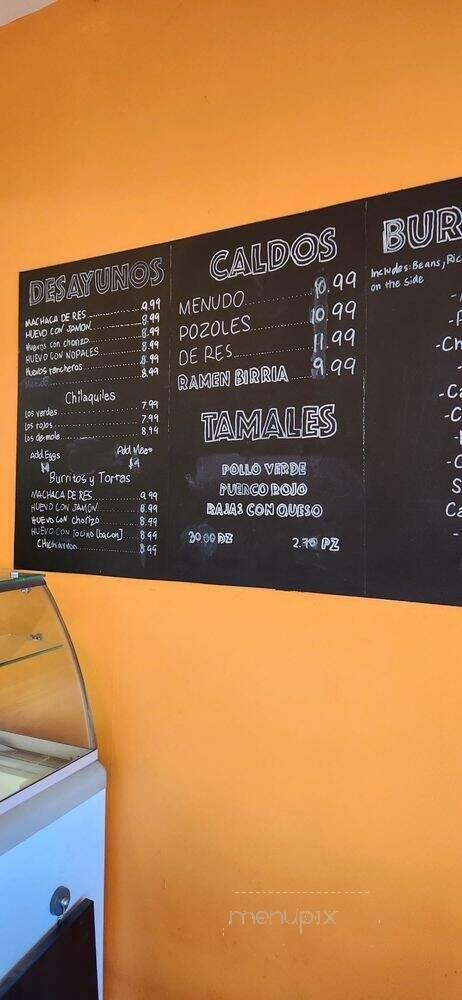 DESAYUNOS
MACHACA DE RES 9.99
HUEVO CON JAMON 8.99
Huevos con chorizo 8.99
HUEVO CON NOPALES 8.99
Huevos rancheros 8.99
8.99
Chilaquiles
Los verdes 7.99
Los rojos 7.99
Los de mole 8.99
Add Eggs Add Meat
Burritos y Tortas
MACHACA DE RES 9.99
HUEVO CON JAMON 8.99
HUEVO CON chorizo 8.99
HUEVO CON TOCINO [bacon] 8.99
Chicharron 8.99
CALDOS
MENUDO 10.99
POZOLES 10.99
DE RES 11.99
RAMEN BIRRIA 9.99
TAMALES
POLLO VERDE
PUERCO ROJO
RAJAS CON QUESO
30.00 DZ 2.75 PZ
BUR
Includes: Beans, Ric
on the side
menupix